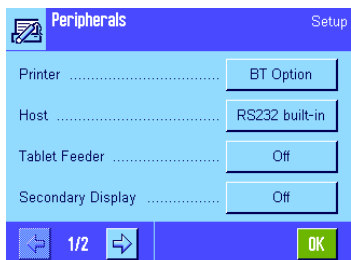 Peripherals Setup
Printer .................................. BT Option
Host ..................................... RS232 built-in
Tablet Feeder ........................ Off
Secondary Display ................ Off
1/2 OK